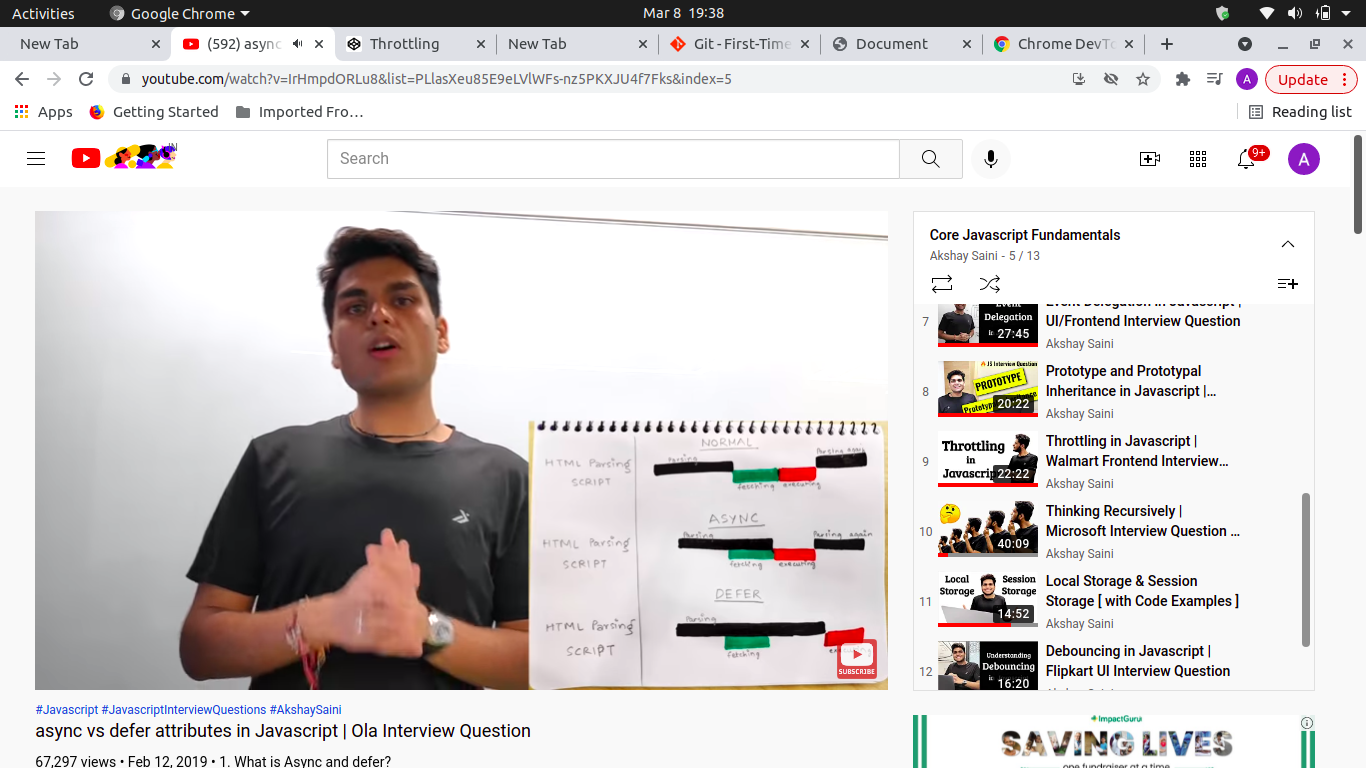 Activities
Google Chrome
Mar 8 19:38
New Tab
(592) async
Throttling
New Tab
Git - First-Time
Document
Chrome DevTo
youtube.com/watch?v=IrHmpdORLu8&list=PLlasXeu85E9eLVlWFs-nz5PKXJU4f7Fks&index=5
A
Update
Apps
Getting Started
Imported Fro…
Reading list
IN
Search
9+
A
NORMAL
Parsing
Parsing again
HTML Parsing
SCRIPT
fetching
executing
ASYNC
Parsing
Parsing again
HTML Parsing
SCRIPT
fetching
executing
DEFER
Parsing
HTML Parsing
SCRIPT
fetching
SUBSCRIBE
#Javascript #JavascriptInterviewQuestions #AkshaySaini
async vs defer attributes in Javascript | Ola Interview Question
67,297 views • Feb 12, 2019 • 1. What is Async and defer?
Core Javascript Fundamentals
Akshay Saini - 5 / 13
7
Event
Delegation
in
27:45
Event Delegation in Javascript |
UI/Frontend Interview Question
Akshay Saini
8
JS Interview Question
PROTOTYPE
20:22
Prototype and Prototypal
Inheritance in Javascript |…
Akshay Saini
9
Throttling
in
Javascrip
22:22
Throttling in Javascript |
Walmart Frontend Interview…
Akshay Saini
10
40:09
Thinking Recursively |
Microsoft Interview Question …
Akshay Saini
11
Local Storage
Session Storage
14:52
Local Storage & Session
Storage [ with Code Examples ]
Akshay Saini
12
Understanding
Debouncing
16:20
Debouncing in Javascript |
Flipkart UI Interview Question
ImpactGuru
SAVING LIVES
one fundraiser at a time